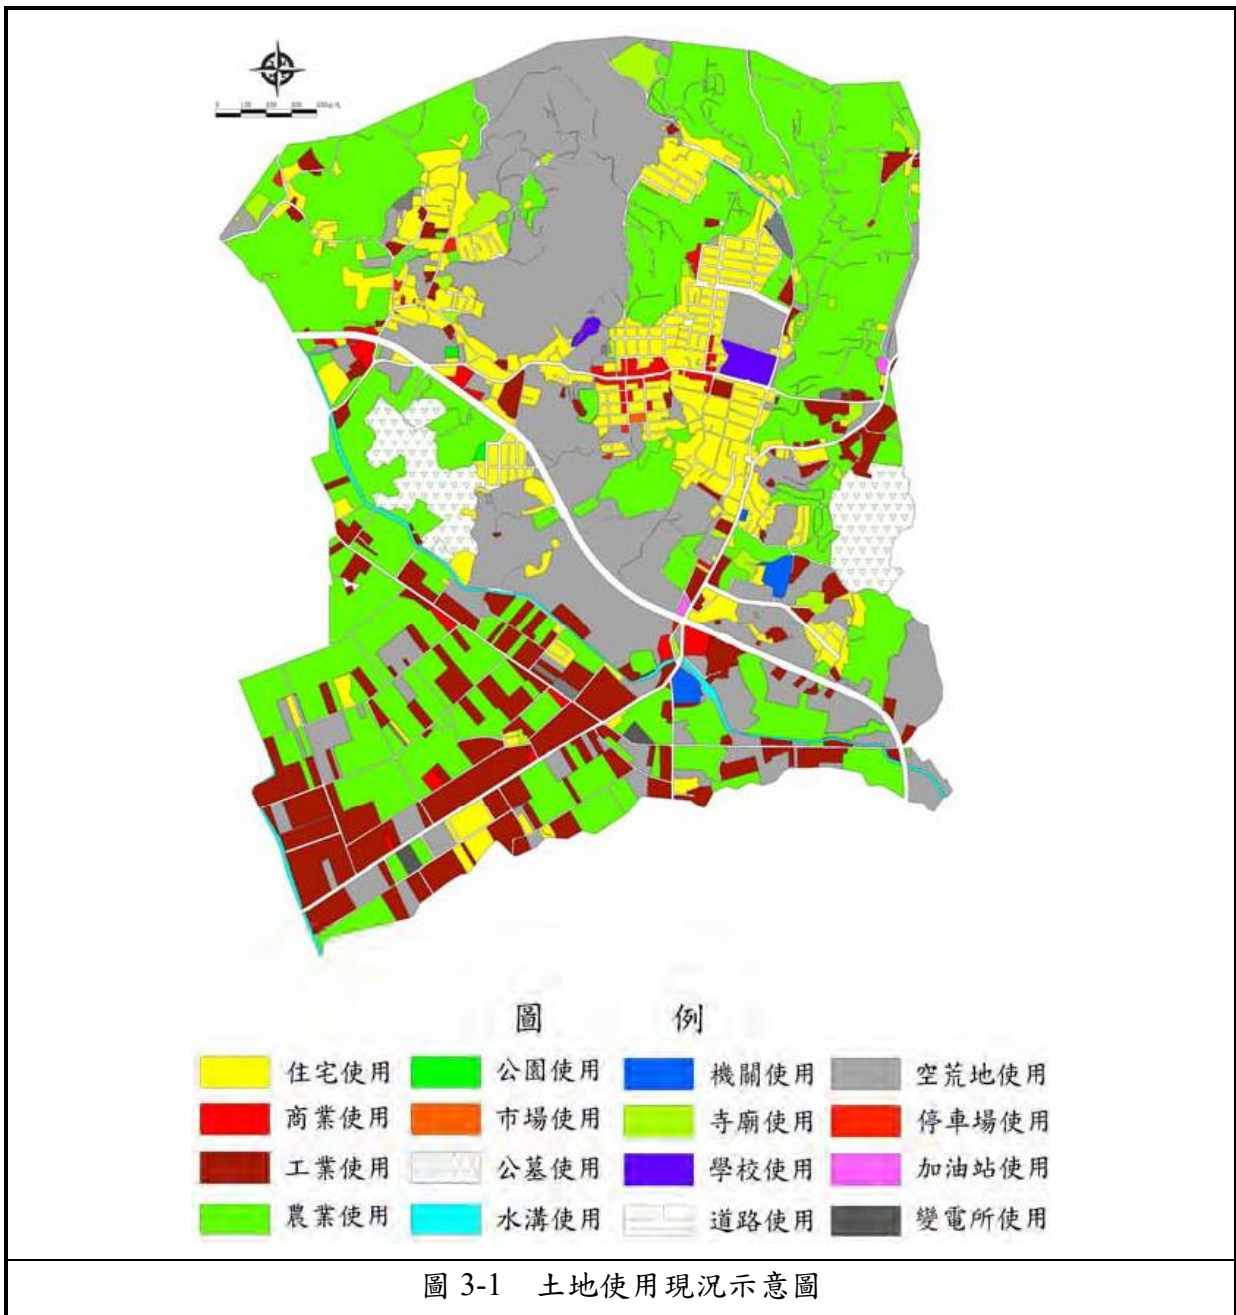 圖 例
住宅使用 公園使用 機關使用 空荒地使用
商業使用 市場使用 寺廟使用 停車場使用
工業使用 公墓使用 學校使用 加油站使用
農業使用 水溝使用 道路使用 變電所使用
圖 3-1 土地使用現況示意圖